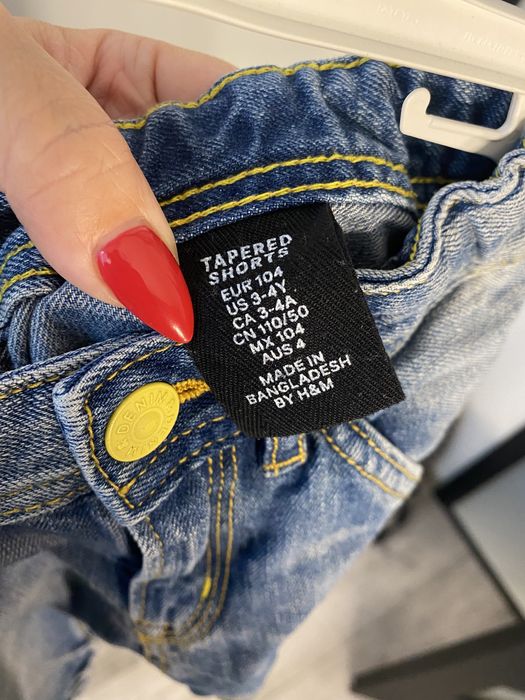 TAPERED
SHORTS
EUR 104
US 3-4Y
CA 3-4A
CN 110/50
MX 104
AUS 4
MADE IN
BANGLADESH
BY H&M
DENIM